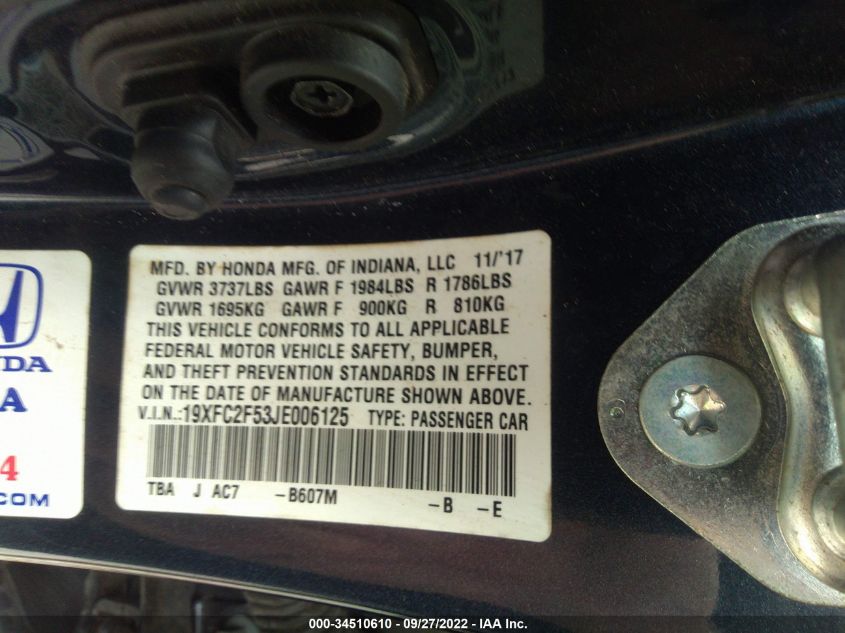 MFD. BY HONDA MFG. OF INDIANA, LLC 11/'17
GVWR 3737LBS GAWR F 1984LBS R 1786LBS
GVWR 1695KG GAWR F 900KG R 810KG
THIS VEHICLE CONFORMS TO ALL APPLICABLE
FEDERAL MOTOR VEHICLE SAFETY, BUMPER,
AND THEFT PREVENTION STANDARDS IN EFFECT
ON THE DATE OF MANUFACTURE SHOWN ABOVE.
V.I.N.:19XFC2F53JE006125 TYPE: PASSENGER CAR
TBA J AC7 -B607M -B -E
NDA
A
4
.COM
000-34510610 / 09/27/2022 - IAA Inc.